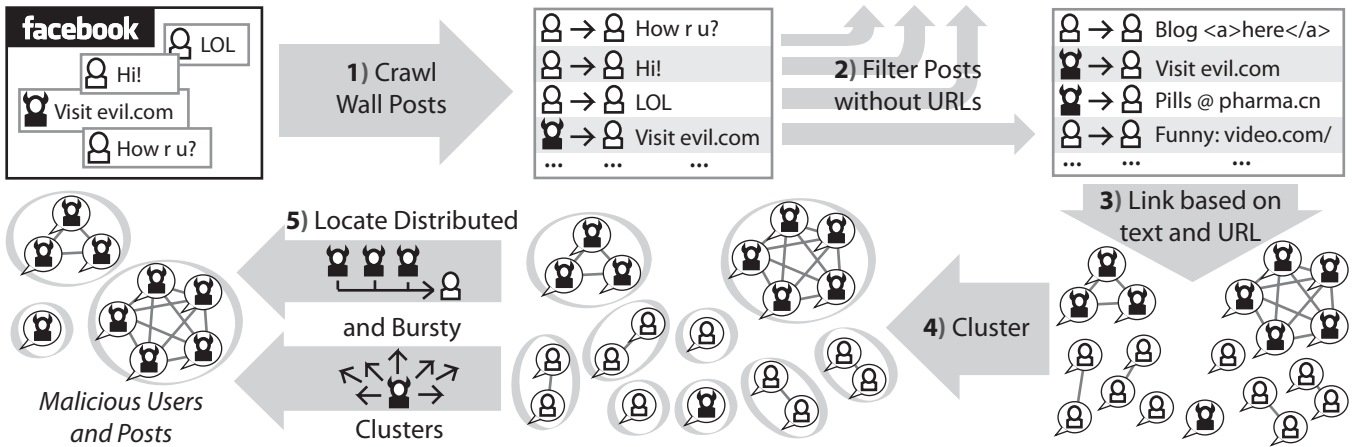 facebook
LOL
Hi!
Visit evil.com
How r u?
1) Crawl
Wall Posts
How r u?
Hi!
LOL
Visit evil.com
... ... ...
2) Filter Posts
without URLs
Blog <a>here</a>
Visit evil.com
Pills @ pharma.cn
Funny: video.com/
... ... ...
3) Link based on
text and URL
4) Cluster
5) Locate Distributed
and Bursty
Clusters
Malicious Users
and Posts